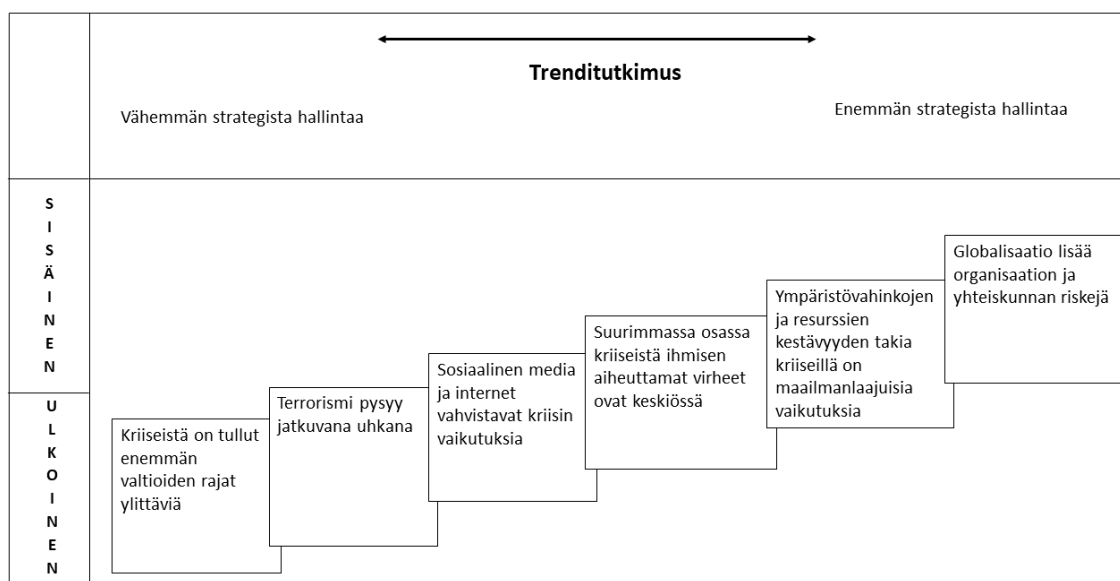 Trenditutkimus
Vähemmän strategista hallintaa
Enemmän strategista hallintaa
S
I
S
Ä
I
N
E
N
U
L
K
O
I
N
E
N
Kriiseistä on tullut
enemmän
valtioiden rajat
ylittäviä
Terrorismi pysyy
jatkuvana uhkana
Sosiaalinen media
ja internet
vahvistavat kriisin
vaikutuksia
Suurimmassa osassa
kriiseistä ihmisen
aiheuttamat virheet
ovat keskiössä
Ympäristövahinkojen
ja resurssien
kestävyyden takia
kriiseillä on
maailmanlaajuisia
vaikutuksia
Globalisaatio lisää
organisaation ja
yhteiskunnan riskejä